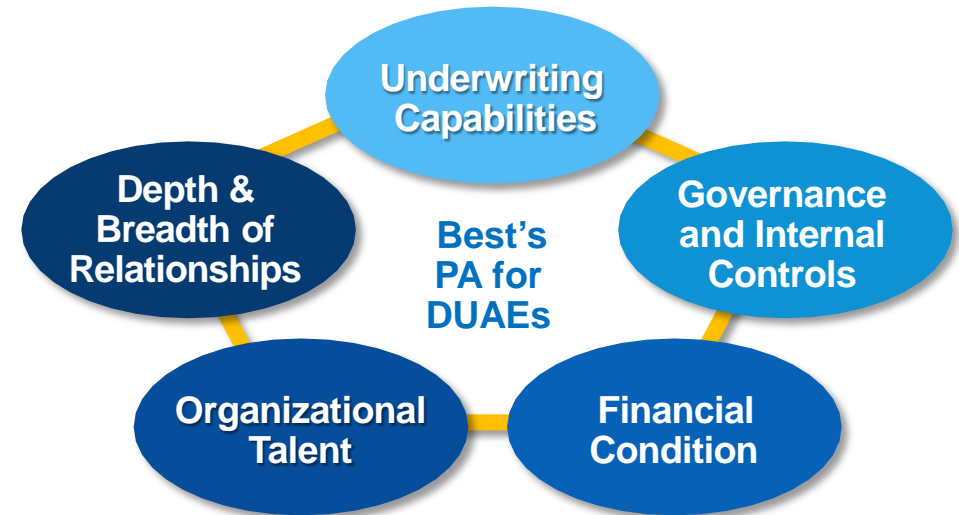 Underwriting
Capabilities
Depth &
Breadth of
Relationships
Governance
and Internal
Controls
Best's
PA for
DUAEs
Organizational
Talent
Financial
Condition